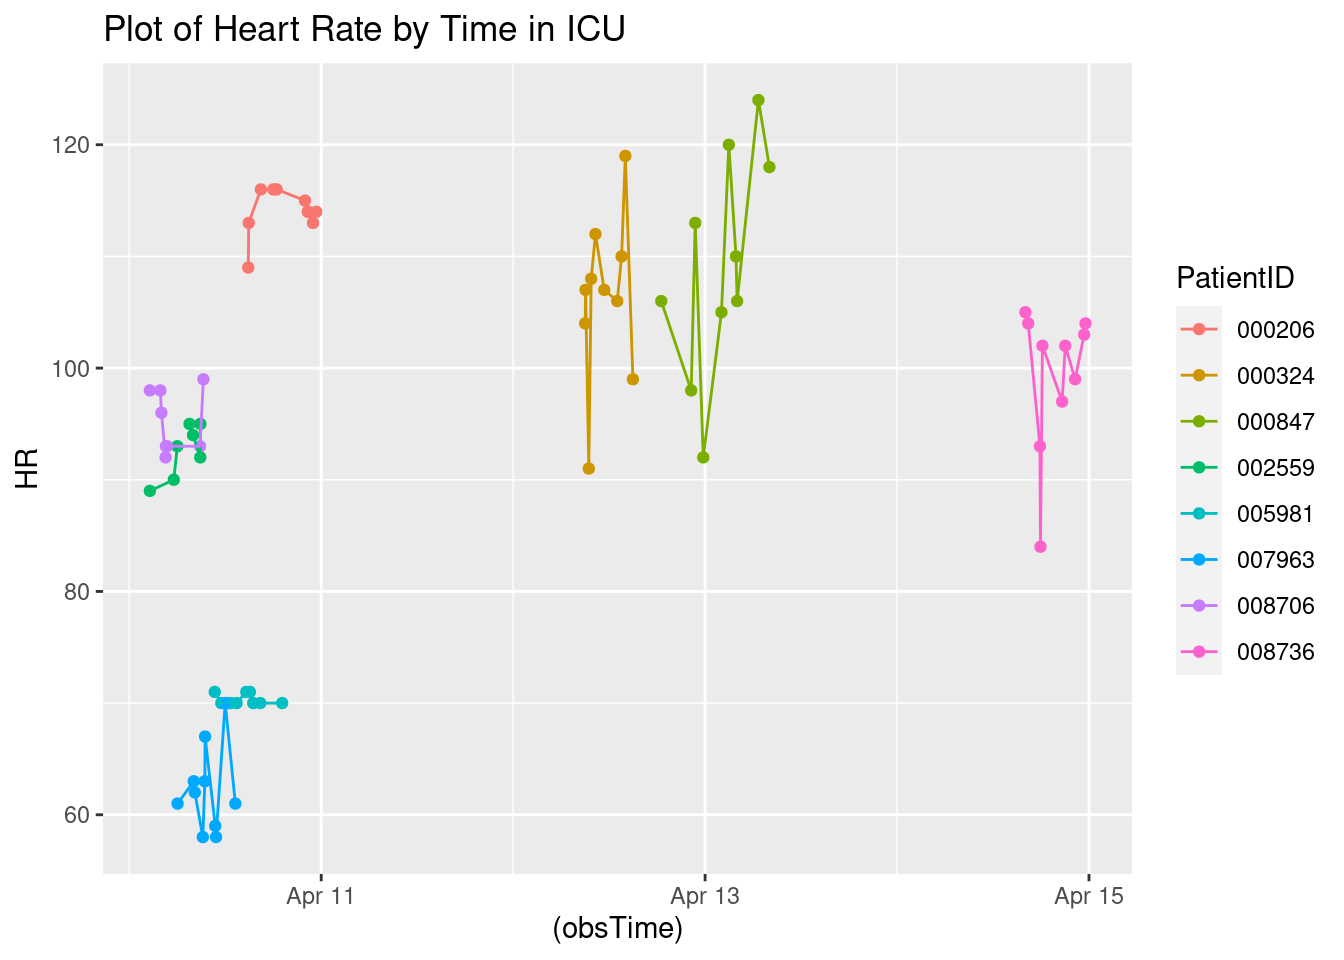 Plot of Heart Rate by Time in ICU
120
100
80
60
HR
Apr 11
Apr 13
Apr 15
(obsTime)
PatientID
000206
000324
000847
002559
005981
007963
008706
008736